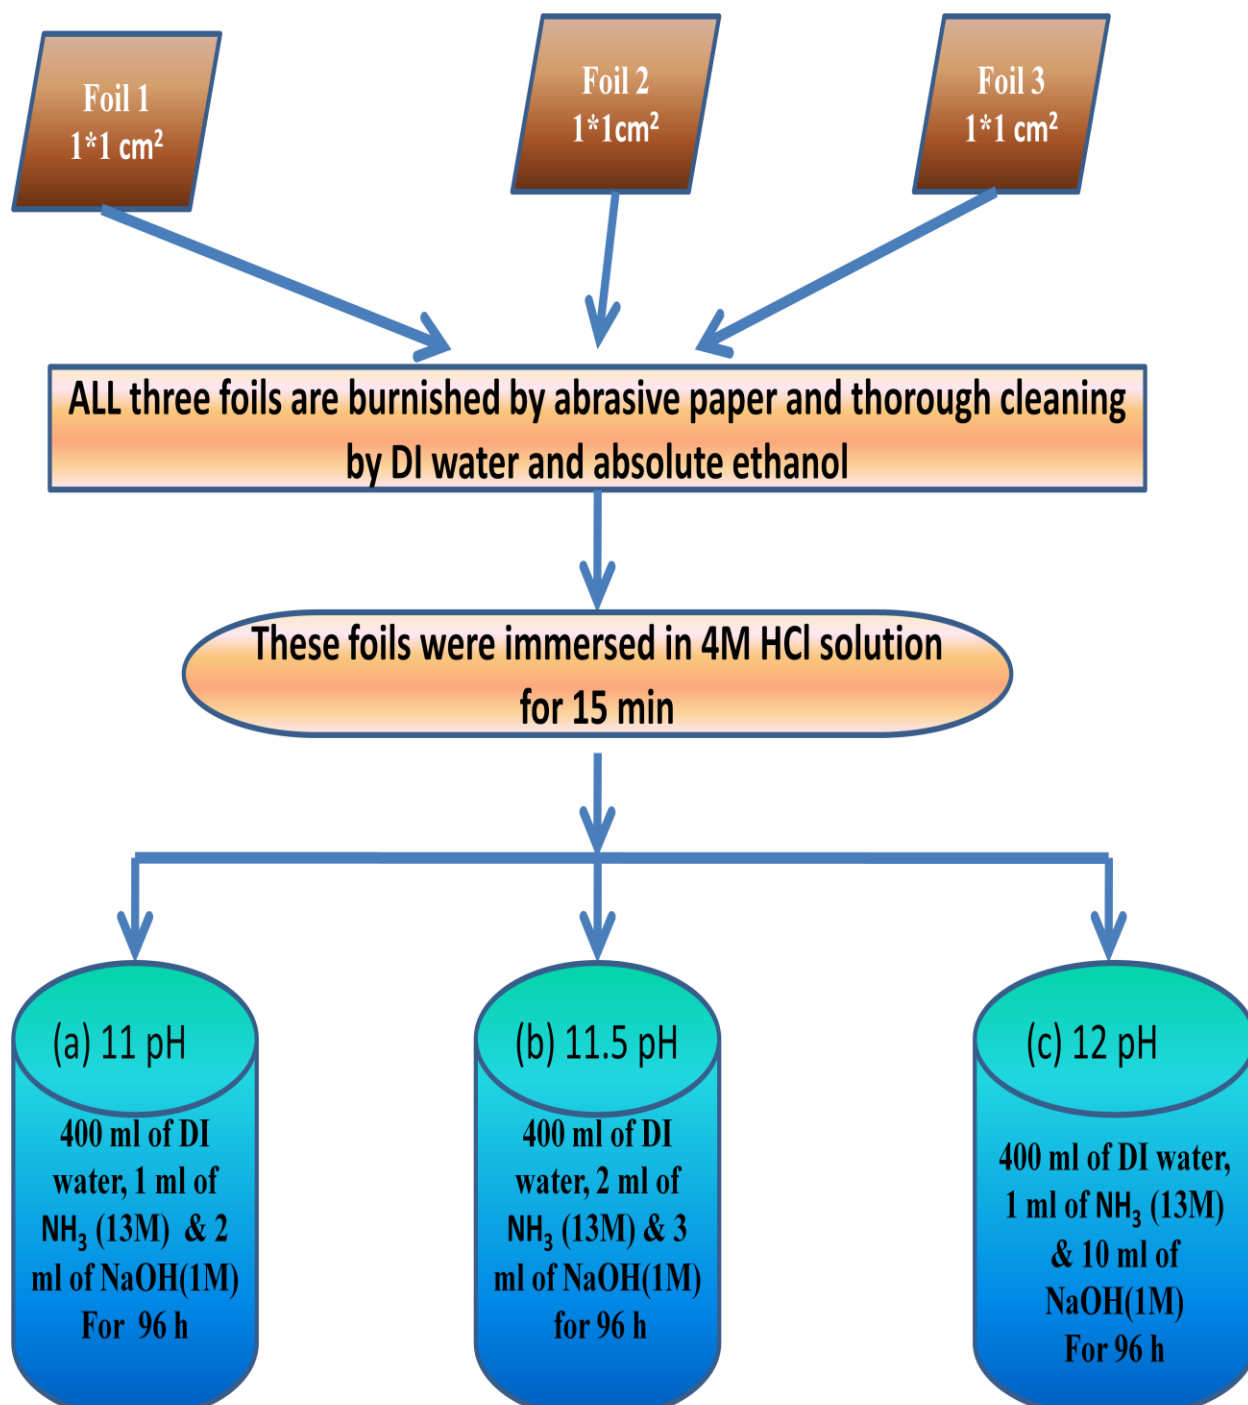 Foil 1
1*1 cm²
Foil 2
1*1cm²
Foil 3
1*1 cm²
ALL three foils are burnished by abrasive paper and thorough cleaning
by DI water and absolute ethanol
These foils were immersed in 4M HCl solution
for 15 min
(a) 11 pH
400 ml of DI
water, 1 ml of
NH₃ (13M) & 2
ml of NaOH(1M)
For 96 h
(b) 11.5 pH
400 ml of DI
water, 2 ml of
NH₃ (13M) & 3
ml of NaOH(1M)
for 96 h
(c) 12 pH
400 ml of DI water,
1 ml of NH₃ (13M)
& 10 ml of
NaOH(1M)
For 96 h